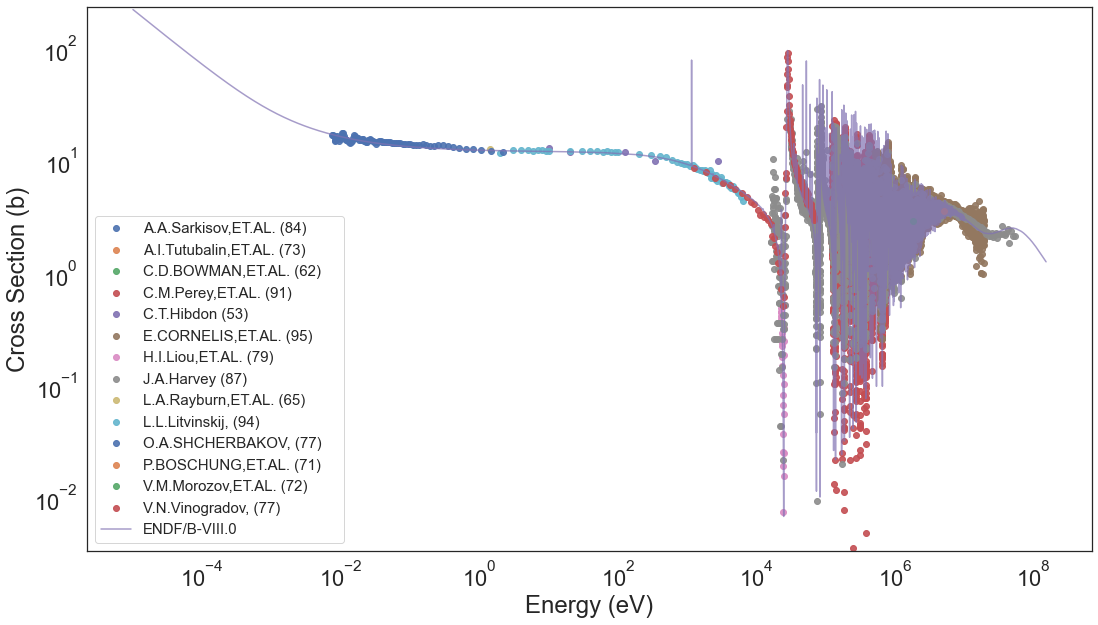 Cross Section (b)
10^2
10^1
10^0
10^−1
10^−2
A.A.Sarkisov,ET.AL. (84)
A.I.Tutubalin,ET.AL. (73)
C.D.BOWMAN,ET.AL. (62)
C.M.Perey,ET.AL. (91)
C.T.Hibdon (53)
E.CORNELIS,ET.AL. (95)
H.I.Liou,ET.AL. (79)
J.A.Harvey (87)
L.A.Rayburn,ET.AL. (65)
L.L.Litvinskij, (94)
O.A.SHCHERBAKOV, (77)
P.BOSCHUNG,ET.AL. (71)
V.M.Morozov,ET.AL. (72)
V.N.Vinogradov, (77)
ENDF/B-VIII.0
10^−4 10^−2 10^0 10^2 10^4 10^6 10^8
Energy (eV)